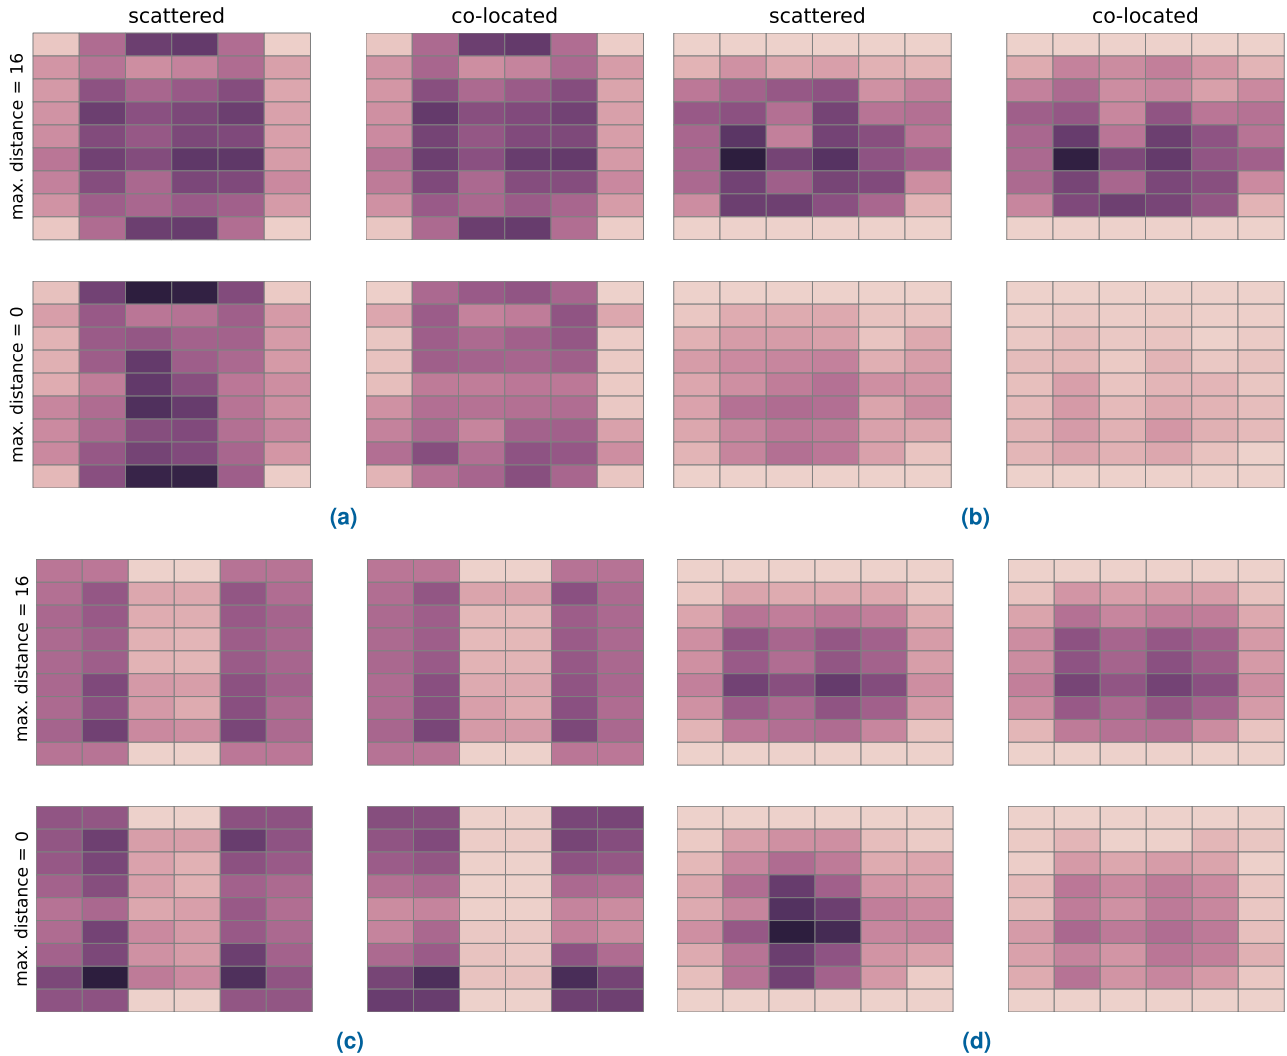 scattered
co-located
scattered
co-located
max. distance = 16
max. distance = 0
(a)
(b)
max. distance = 16
max. distance = 0
(c)
(d)